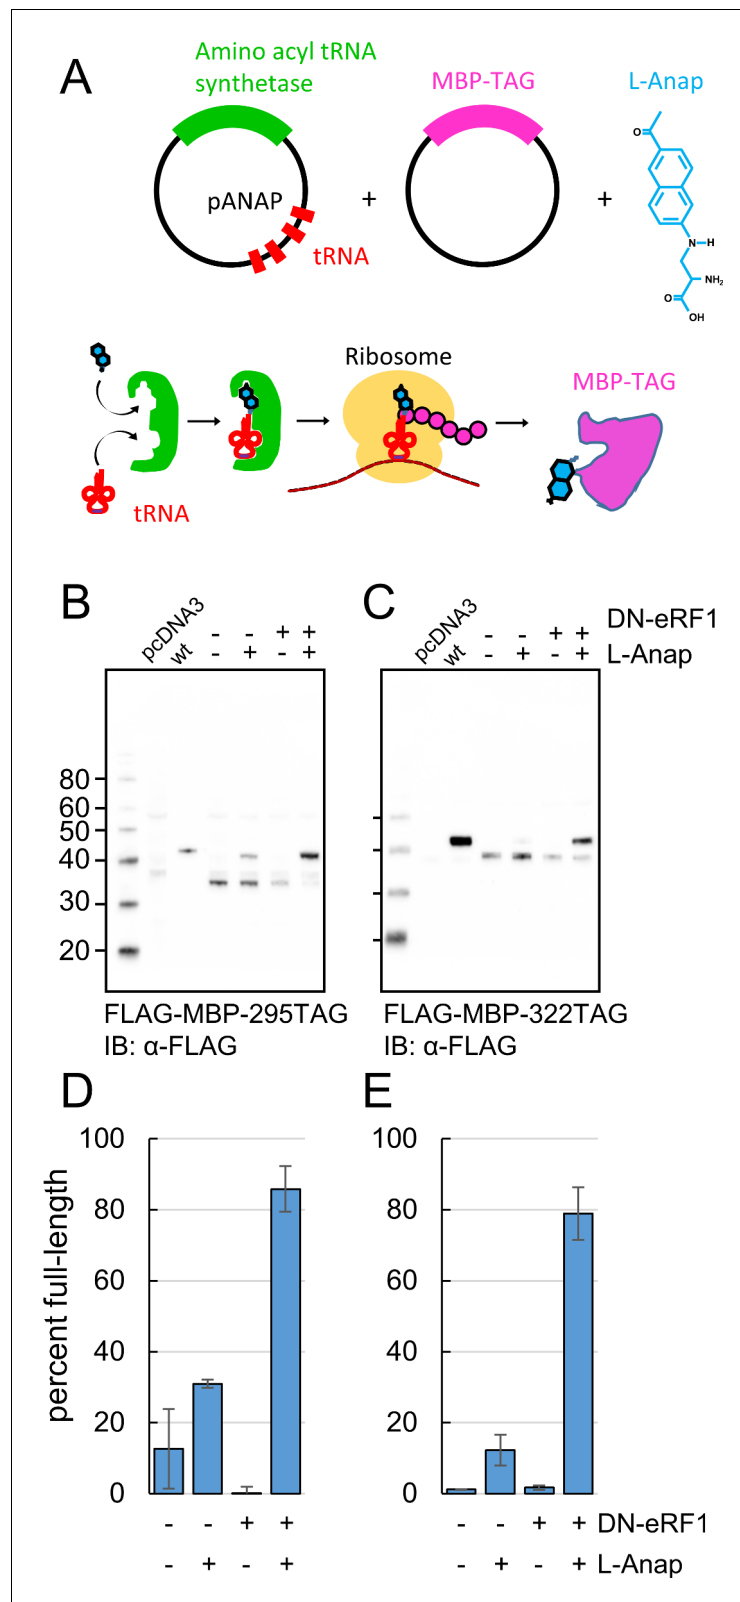 A
Amino acyl tRNA
synthetase
MBP-TAG
L-Anap
pANAP
+
+
tRNA
O
N
H
NH₂
O
OH
Ribosome
MBP-TAG
tRNA
B
pcDNA3
wt
- - + +
- + - +
C
pcDNA3
wt
- - + + DN-eRF1
- + - + L-Anap
80
60
50
40
30
20
FLAG-MBP-295TAG
IB: α-FLAG
FLAG-MBP-322TAG
IB: α-FLAG
D
percent full-length
100
80
60
40
20
0
- - + +
- + - +
E
100
80
60
40
20
0
- - + + DN-eRF1
- + - + L-Anap